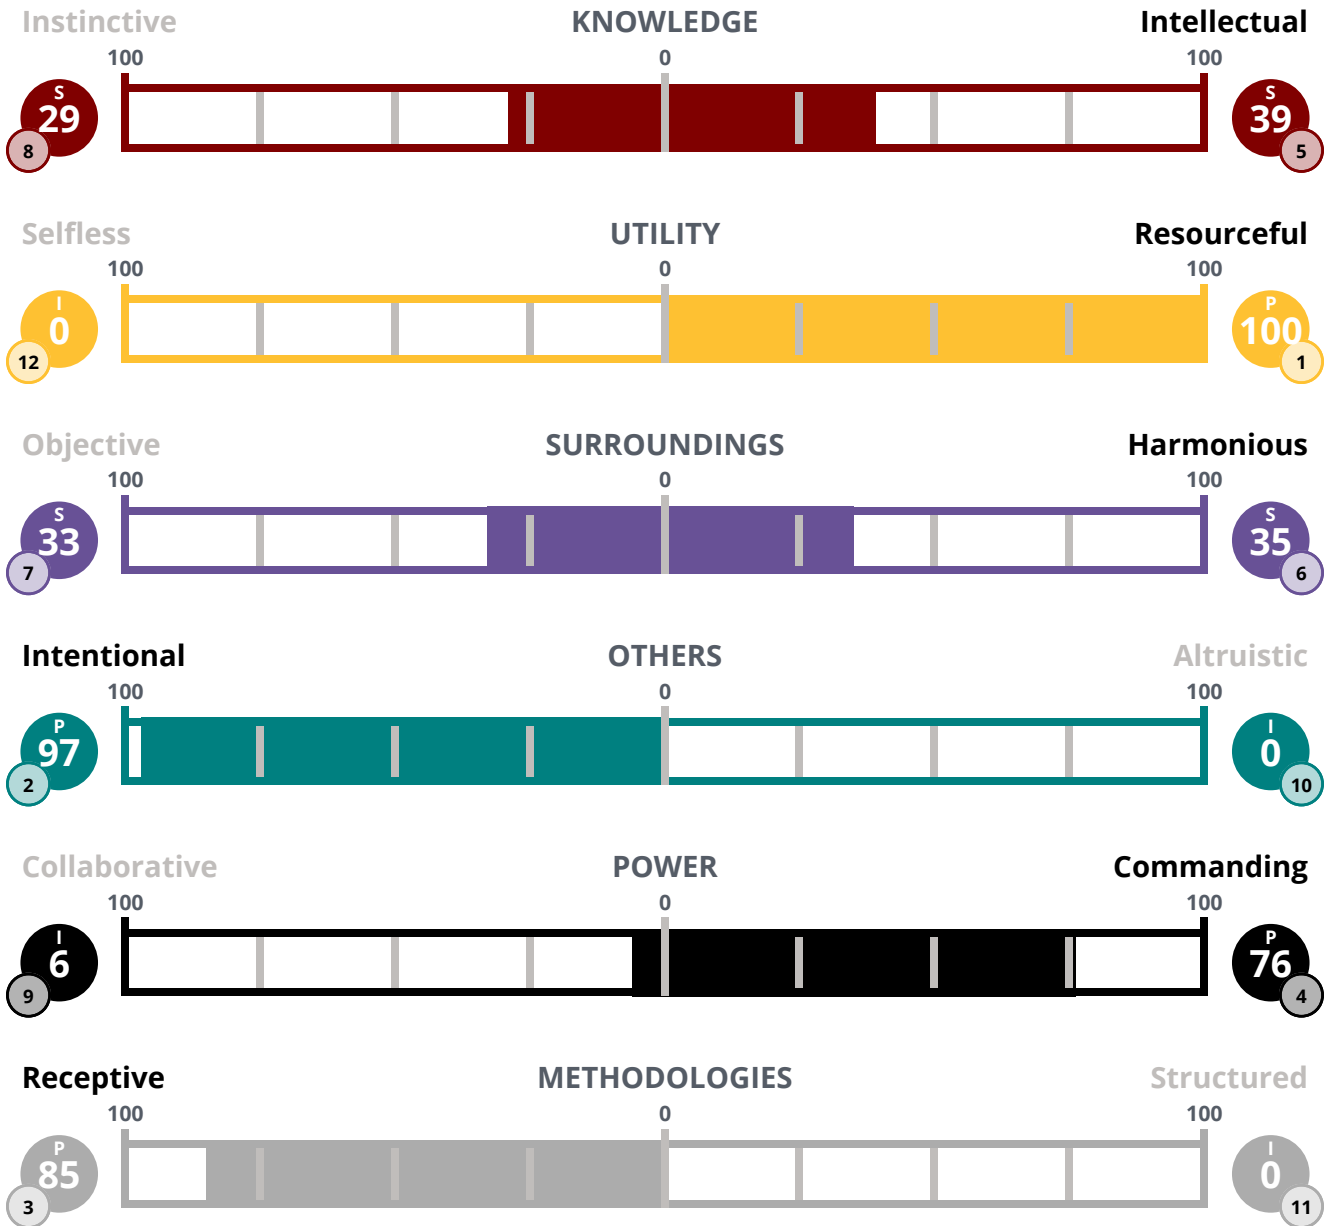 Instinctive KNOWLEDGE Intellectual
100 0 100
S S
29 39
8 5
Selfless UTILITY Resourceful
100 0 100
I P
0 100
12 1
Objective SURROUNDINGS Harmonious
100 0 100
S S
33 35
7 6
Intentional OTHERS Altruistic
100 0 100
P I
97 0
2 10
Collaborative POWER Commanding
100 0 100
I P
6 76
9 4
Receptive METHODOLOGIES Structured
100 0 100
P I
85 0
3 11